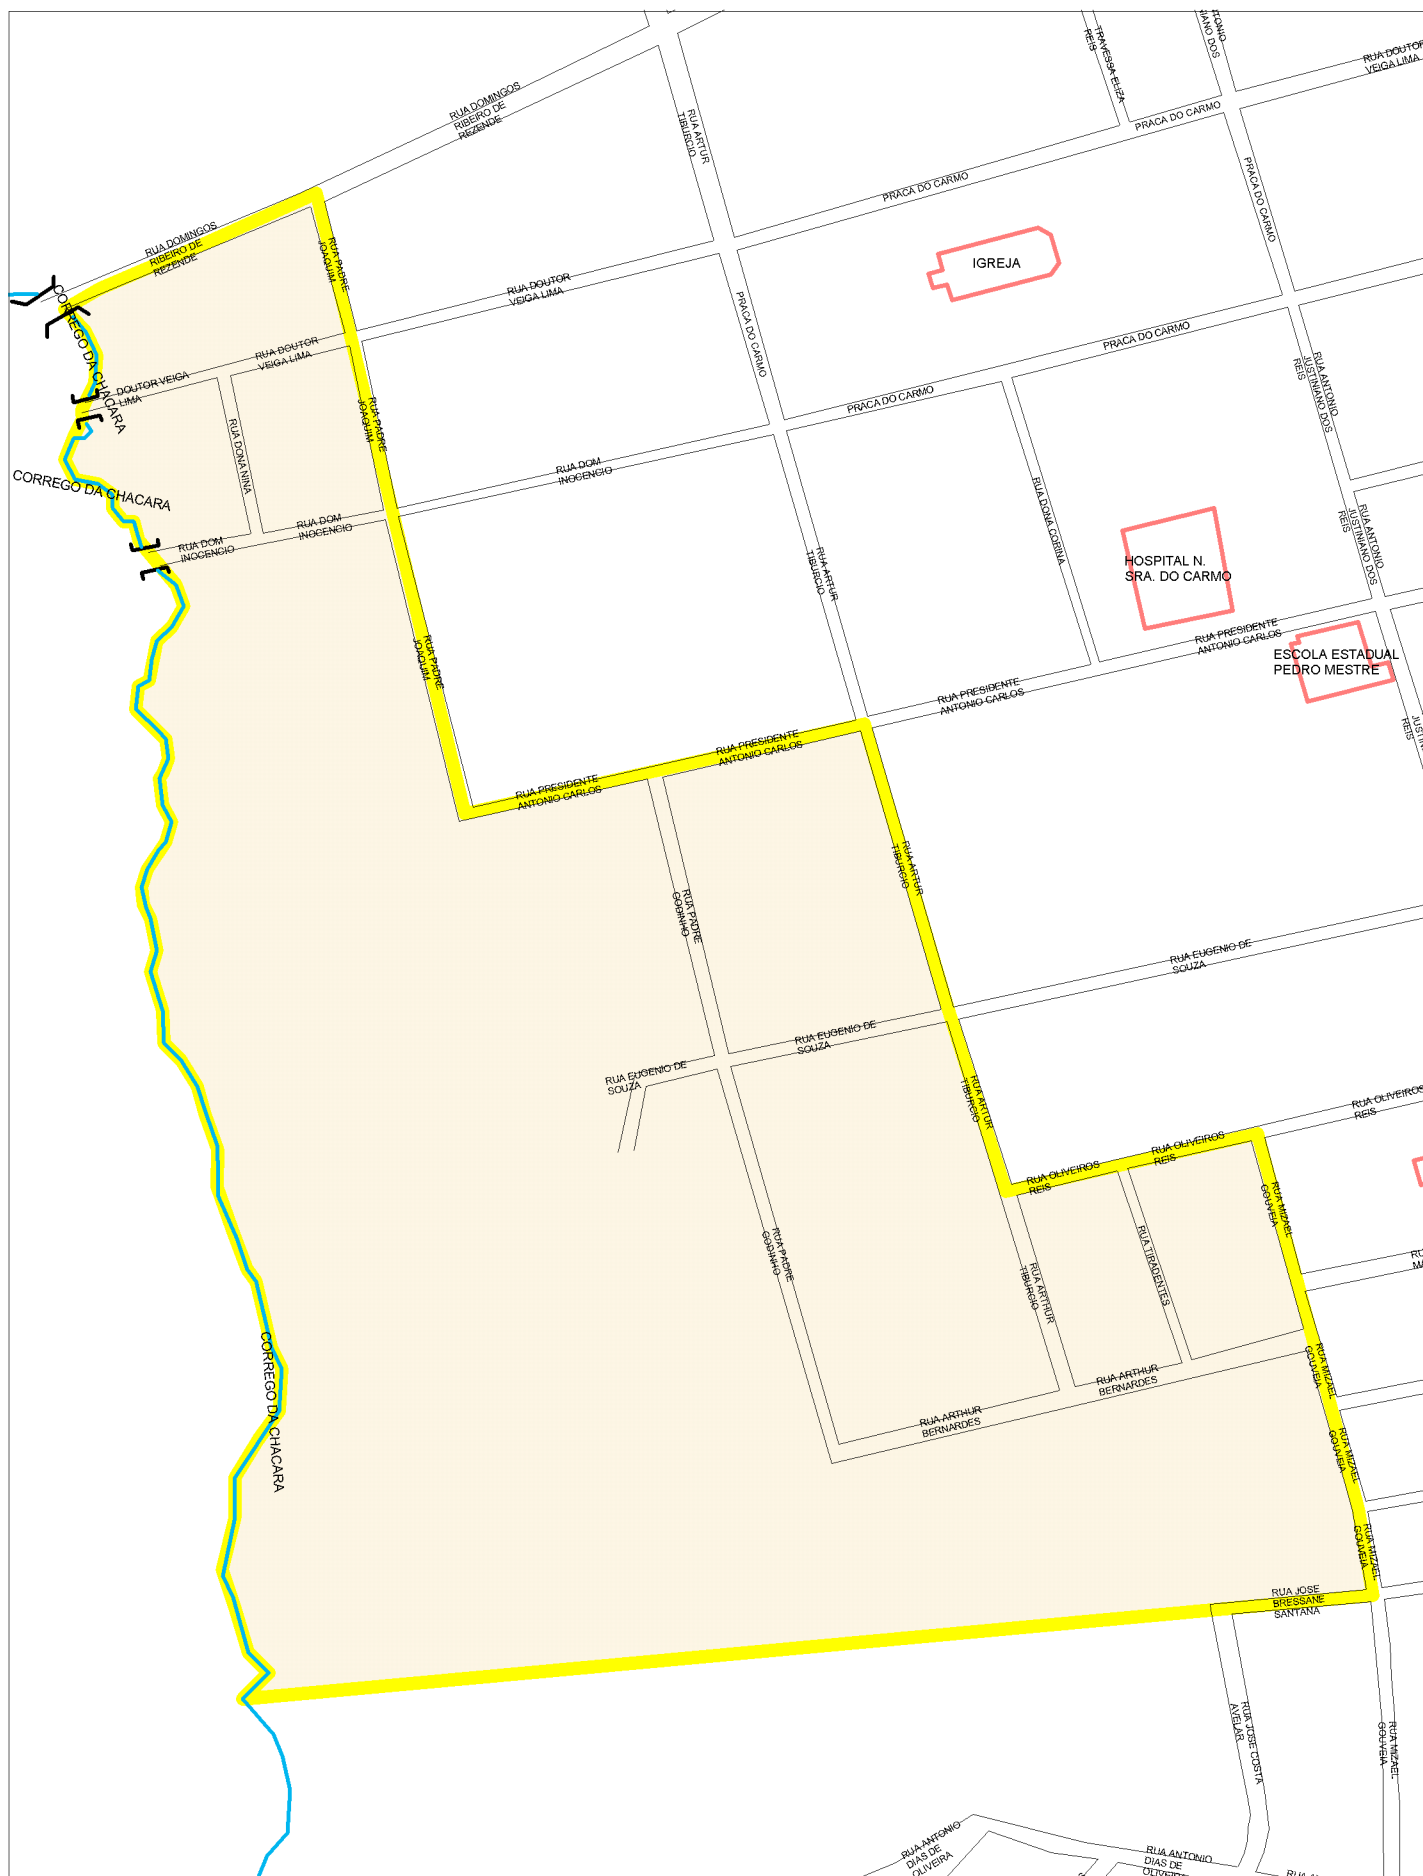 TRAVESSA ELIZA
REIS
RUA DOUTOR
VEIGA LIMA
RUA DOMINGOS
RIBEIRO DE
REZENDE
RUA ARTUR
TIBURCIO
PRACA DO CARMO
PRACA DO CARMO
PRACA DO CARMO
RUA DOMINGOS
RIBEIRO DE
REZENDE
RUA PADRE
JOAQUIM
IGREJA
CORREGO DA CHACARA
RUA DOUTOR
VEIGA LIMA
PRACA DO CARMO
PRACA DO CARMO
RUA DOUTOR
VEIGA LIMA
DOUTOR VEIGA
LIMA
PRACA DO CARMO
RUA ANTONIO
JUSTINIANO DOS
REIS
RUA PADRE
JOAQUIM
RUA DONA NINA
RUA DOM
INOCENCIO
CORREGO DA CHACARA
RUA DONA CORINA
RUA ANTONIO
JUSTINIANO DOS
REIS
RUA DOM
INOCENCIO
RUA DOM
INOCENCIO
RUA ARTUR
TIBURCIO
HOSPITAL N.
SRA. DO CARMO
RUA PRESIDENTE
ANTONIO CARLOS
ESCOLA ESTADUAL
PEDRO MESTRE
RUA PADRE
JOAQUIM
RUA PRESIDENTE
ANTONIO CARLOS
REIS
RUA PRESIDENTE
ANTONIO CARLOS
RUA PRESIDENTE
ANTONIO CARLOS
RUA ARTUR
TIBURCIO
RUA PADRE
GODINHO
RUA EUGENIO DE
SOUZA
RUA EUGENIO DE
SOUZA
RUA EUGENIO DE
SOUZA
RUA ARTUR
TIBURCIO
RUA OLIVEIROS
REIS
RUA OLIVEIROS
REIS
RUA OLIVEIROS
REIS
RUA MIZAEL
GOUVEIA
RUA PADRE
GODINHO
RUA TIRADENTES
RUA ARTHUR
TIBURCIO
CORREGO DA CHACARA
RUA MIZAEL
GOUVEIA
RUA ARTHUR
BERNARDES
RUA ARTHUR
BERNARDES
RUA MIZAEL
GOUVEIA
RUA MIZAEL
GOUVEIA
RUA JOSE
BRESSANE
SANTANA
RUA JOSE COSTA
AVELAR
RUA MIZAEL
GOUVEIA
RUA ANTONIO
DIAS DE
OLIVEIRA
RUA ANTONIO
DIAS DE
OLIVEIRA